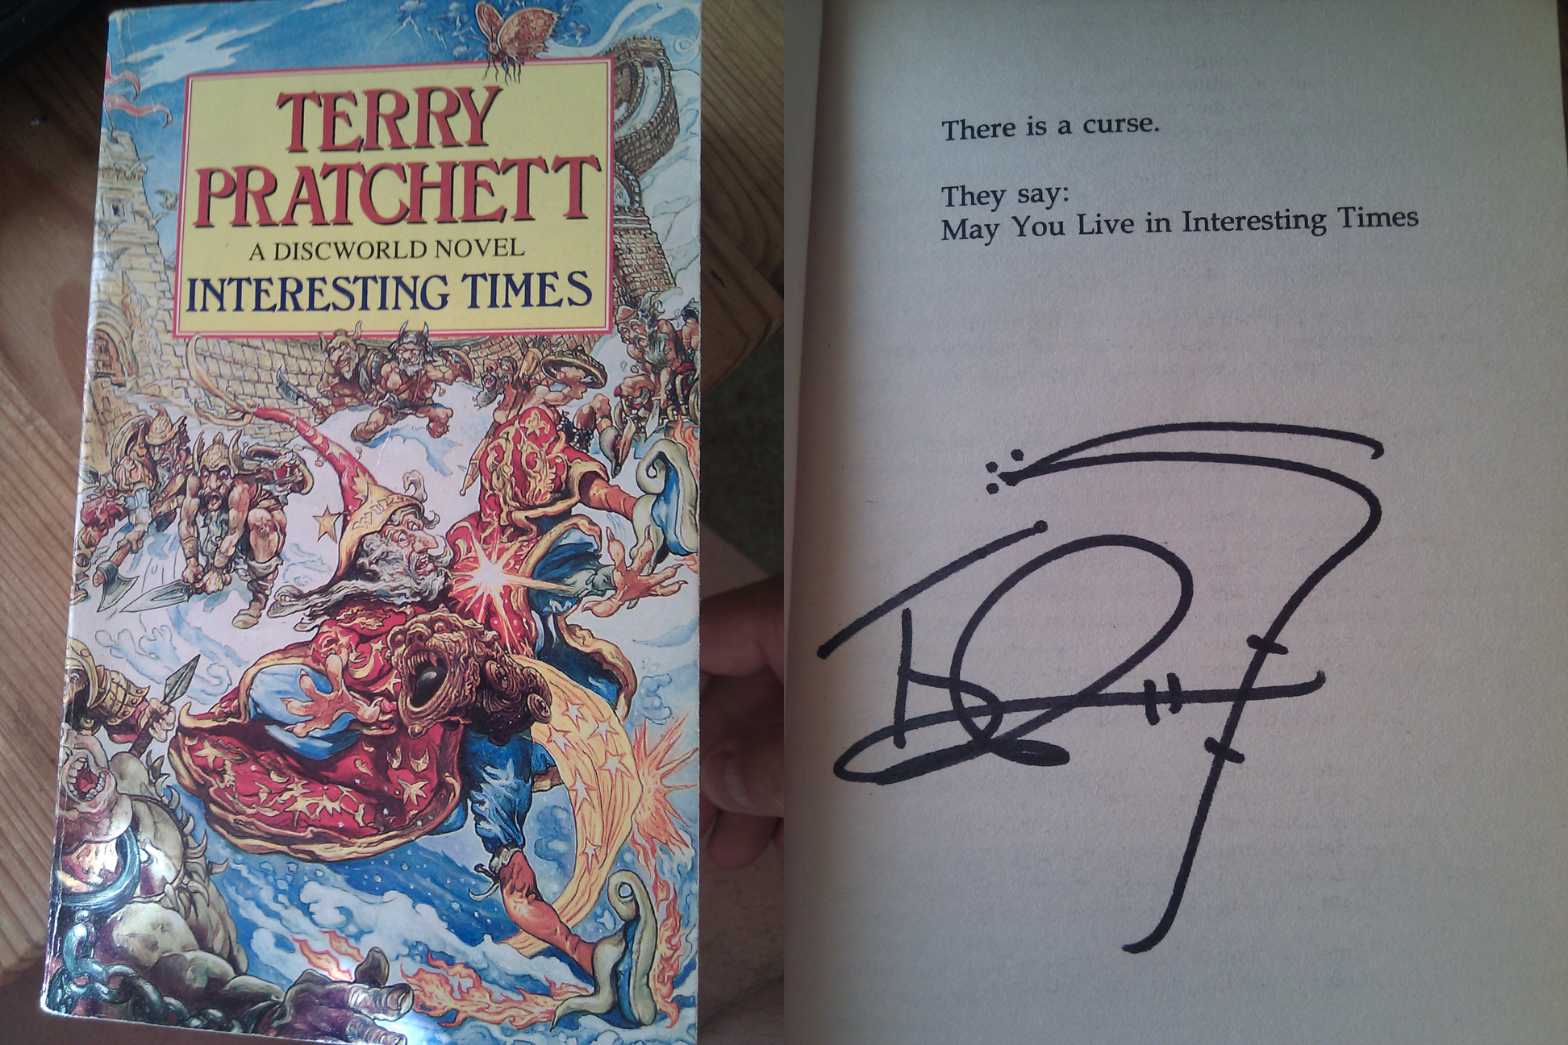 TERRY
PRATCHETT
A DISCWORLD NOVEL
INTERESTING TIMES
There is a curse.
They say:
May You Live in Interesting Times